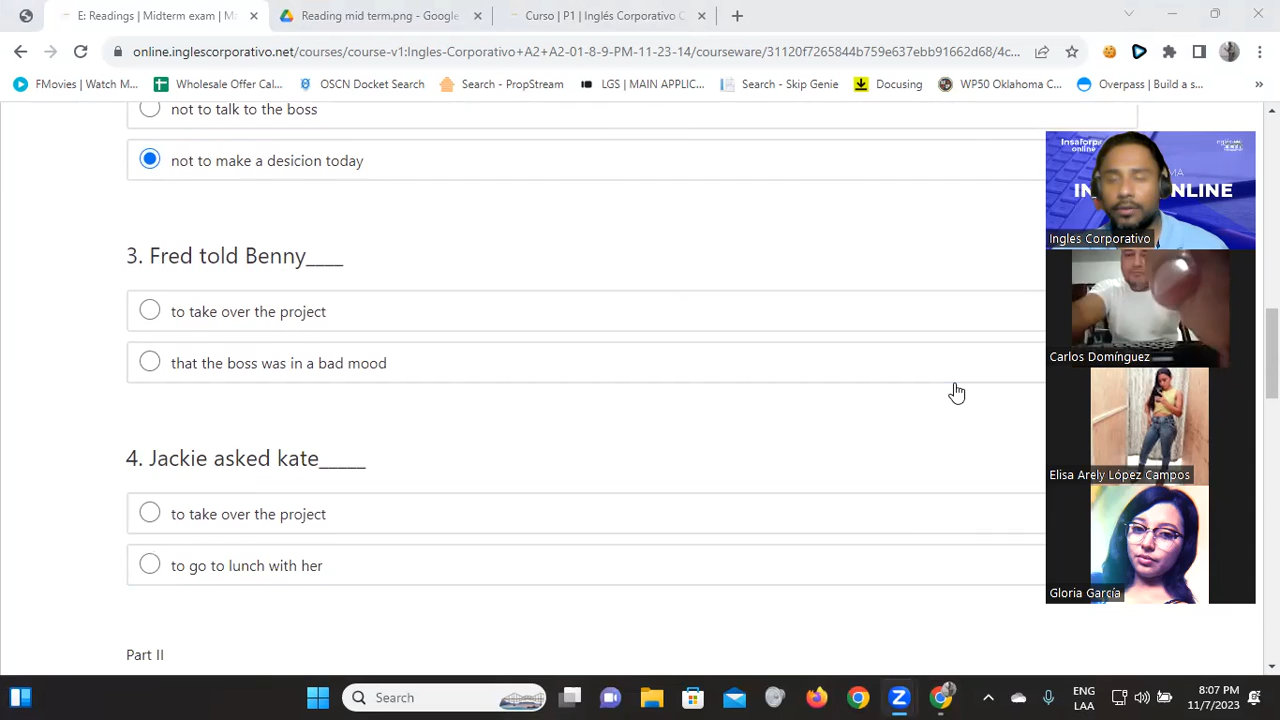 E: Readings | Midterm exam | M
Reading mid term.png - Google
Curso | P1 | Inglés Corporativo C
online.inglescorporativo.net/courses/course-v1:Ingles-Corporativo+A2+A2-01-8-9-PM-11-23-14/courseware/31120f7265844b759e637ebb91662d68/4c...
FMovies | Watch M...
Wholesale Offer Cal...
OSCN Docket Search
Search - PropStream
LGS | MAIN APPLIC...
Search - Skip Genie
Docusing
WP50 Oklahoma C...
Overpass | Build a s...
»
not to talk to the boss
not to make a desicion today
3. Fred told Benny____
to take over the project
that the boss was in a bad mood
4. Jackie asked kate_____
to take over the project
to go to lunch with her
Part II
Insaforp
online
IN
NLINE
Ingles Corporativo
Carlos Domínguez
Elisa Arely López Campos
Gloria García
Search
ENG
LAA
8:07 PM
11/7/2023